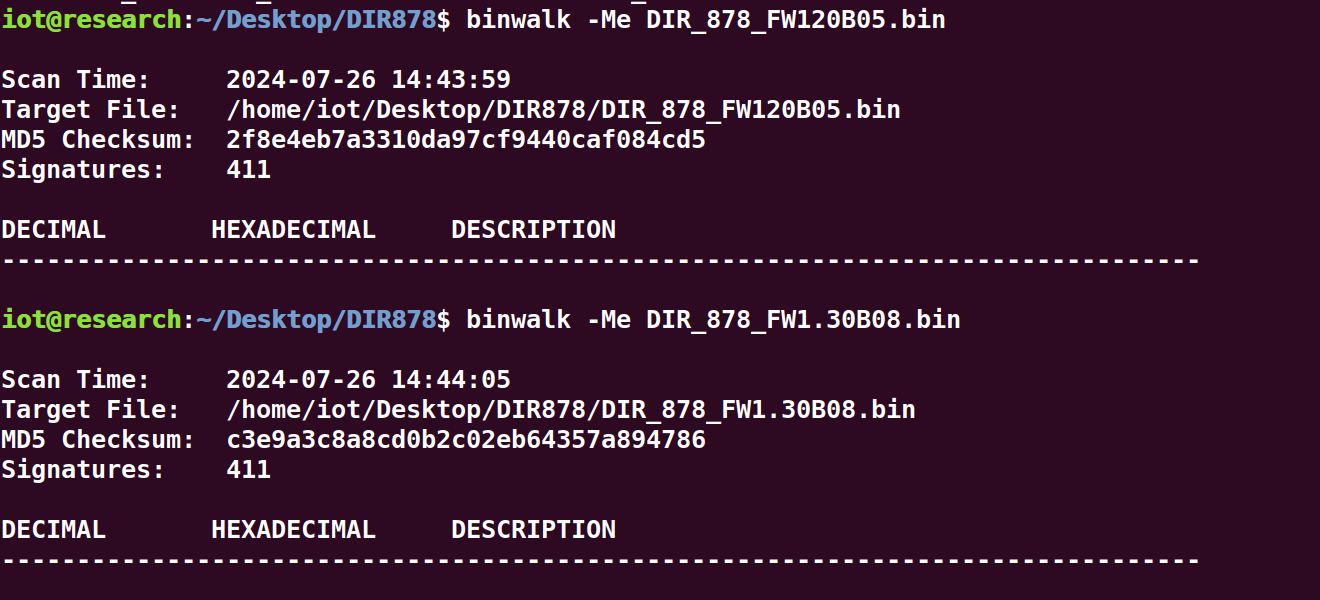 iot@research:~/Desktop/DIR878$ binwalk -Me DIR_878_FW120B05.bin
Scan Time:     2024-07-26 14:43:59
Target File:   /home/iot/Desktop/DIR878/DIR_878_FW120B05.bin
MD5 Checksum:  2f8e4eb7a3310da97cf9440caf084cd5
Signatures:    411
DECIMAL       HEXADECIMAL     DESCRIPTION
--------------------------------------------------------------------------------
iot@research:~/Desktop/DIR878$ binwalk -Me DIR_878_FW1.30B08.bin
Scan Time:     2024-07-26 14:44:05
Target File:   /home/iot/Desktop/DIR878/DIR_878_FW1.30B08.bin
MD5 Checksum:  c3e9a3c8a8cd0b2c02eb64357a894786
Signatures:    411
DECIMAL       HEXADECIMAL     DESCRIPTION
--------------------------------------------------------------------------------